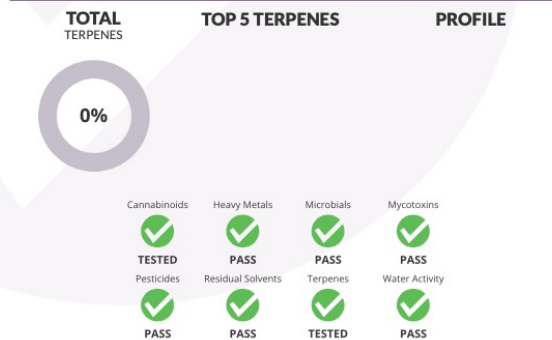 TOTAL TOP 5 TERPENES PROFILE
TERPENES
0%
Cannabinoids Heavy Metals Microbials Mycotoxins
TESTED PASS PASS PASS
Pesticides Residual Solvents Terpenes Water Activity
PASS PASS TESTED PASS